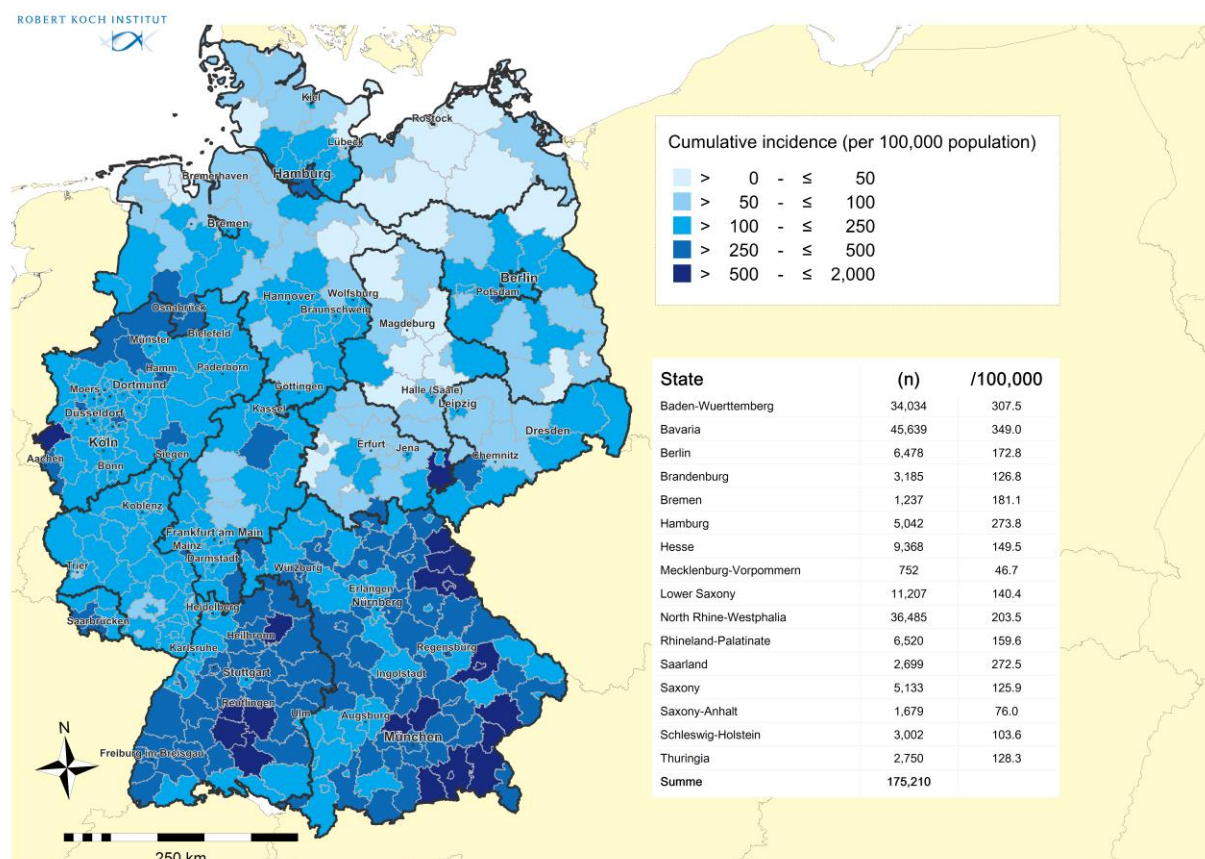 ROBERT KOCH INSTITUT
Kiel
Rostock
Lübeck
Bremerhaven
Hamburg
Bremen
Berlin
Potsdam
Hannover
Wolfsburg
Braunschweig
Osnabrück
Magdeburg
Bielefeld
Münster
Hamm
Paderborn
Moers
Dortmund
Göttingen
Halle (Saale)
Leipzig
Düsseldorf
Kassel
Dresden
Köln
Erfurt
Jena
Chemnitz
Aachen
Siegen
Bonn
Koblenz
Frankfurt am Main
Mainz
Darmstadt
Trier
Würzburg
Erlangen
Nürnberg
Heidelberg
Saarbrücken
Heilbronn
Karlsruhe
Regensburg
Stuttgart
Ingolstadt
Reutlingen
Ulm
Augsburg
München
Freiburg im Breisgau
N
250 km
Cumulative incidence (per 100,000 population)
> 0 - ≤ 50
> 50 - ≤ 100
> 100 - ≤ 250
> 250 - ≤ 500
> 500 - ≤ 2,000
State (n) /100,000
Baden-Wuerttemberg 34,034 307.5
Bavaria 45,639 349.0
Berlin 6,478 172.8
Brandenburg 3,185 126.8
Bremen 1,237 181.1
Hamburg 5,042 273.8
Hesse 9,368 149.5
Mecklenburg-Vorpommern 752 46.7
Lower Saxony 11,207 140.4
North Rhine-Westphalia 36,485 203.5
Rhineland-Palatinate 6,520 159.6
Saarland 2,699 272.5
Saxony 5,133 125.9
Saxony-Anhalt 1,679 76.0
Schleswig-Holstein 3,002 103.6
Thuringia 2,750 128.3
Summe 175,210